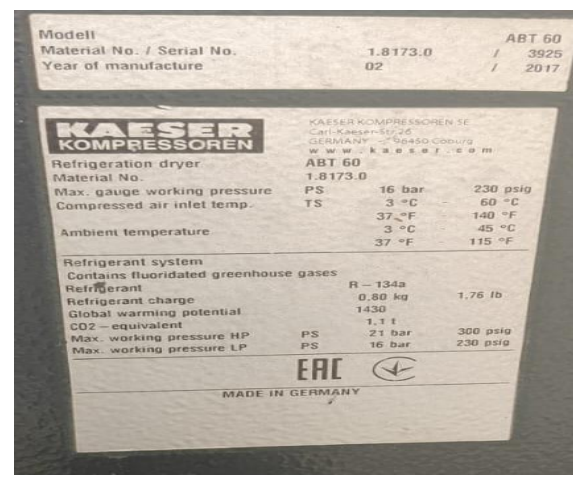 Modell ABT 60
Material No. / Serial No. 1.8173.0 / 3925
Year of manufacture 02 / 2017
KAESER KOMPRESSOREN
KAESER KOMPRESSOREN SE
Carl-Kaeser-Str.26
GERMANY - 96450 Coburg
www.kaeser.com
Refrigeration dryer ABT 60
Material No. 1.8173.0
Max. gauge working pressure PS 16 bar 230 psig
Compressed air inlet temp. TS 3 °C - 60 °C
37 °F 140 °F
Ambient temperature 3 °C - 45 °C
37 °F 115 °F
Refrigerant system
Contains fluoridated greenhouse gases
Refrigerant R – 134a
Refrigerant charge 0,80 kg 1,76 lb
Global warming potential 1430
CO2 – equivalent 1,1 t
Max. working pressure HP PS 21 bar 300 psig
Max. working pressure LP PS 16 bar 230 psig
EAC
MADE IN GERMANY